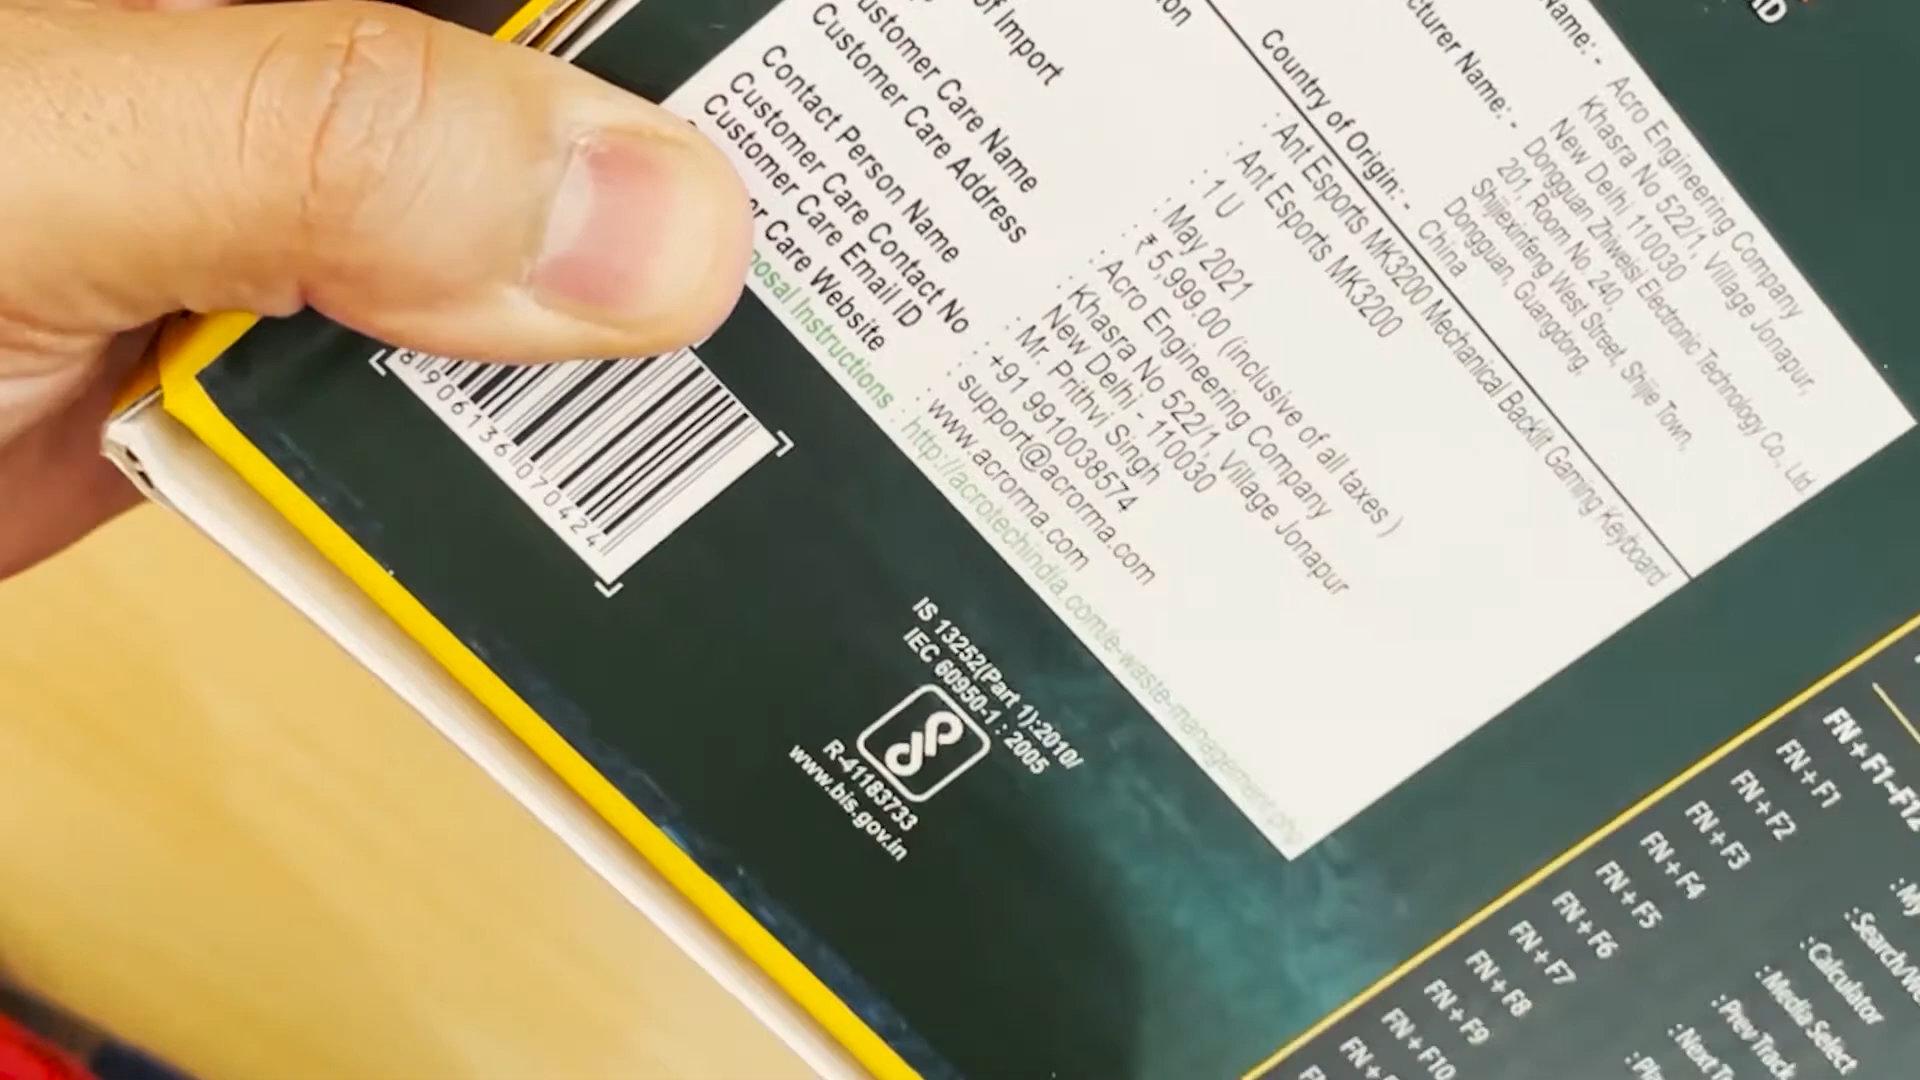 Name: - Acro Engineering Company
Khasra No 522/1, Village Jonapur,
New Delhi 110030
Name: - Dongguan Zhiweisi Electronic Technology Co., Ltd
201, Room No. 240,
Shijiexinfeng West Street, Shijie Town,
Dongguan, Guangdong,
Country of Origin: - China
: Ant Esports MK3200 Mechanical Backlit Gaming Keyboard
: Ant Esports MK3200
: 1 U
of Import : May 2021
: ₹ 5,999.00 (inclusive of all taxes )
Customer Care Name : Acro Engineering Company
Customer Care Address : Khasra No 522/1, Village Jonapur
: New Delhi - 110030
Contact Person Name : Mr. Prithvi Singh
Customer Care Contact No : +91 9910038574
Customer Care Email ID : support@acrorma.com
Care Website : www.acrorma.com
Instructions : http://acrotechindia.com/e-waste-management.php
8906136070424
IS 13252(Part 1):2010/
IEC 60950-1 : 2005
R-41183733
www.bis.gov.in
FN + F1~F12
FN + F1
FN + F2 : My
FN + F3 : Search/
FN + F4 : Calculator
FN + F5 : Media Select
FN + F6 : Prev Track
FN + F7 : Next
FN + F8
FN + F9
FN + F10